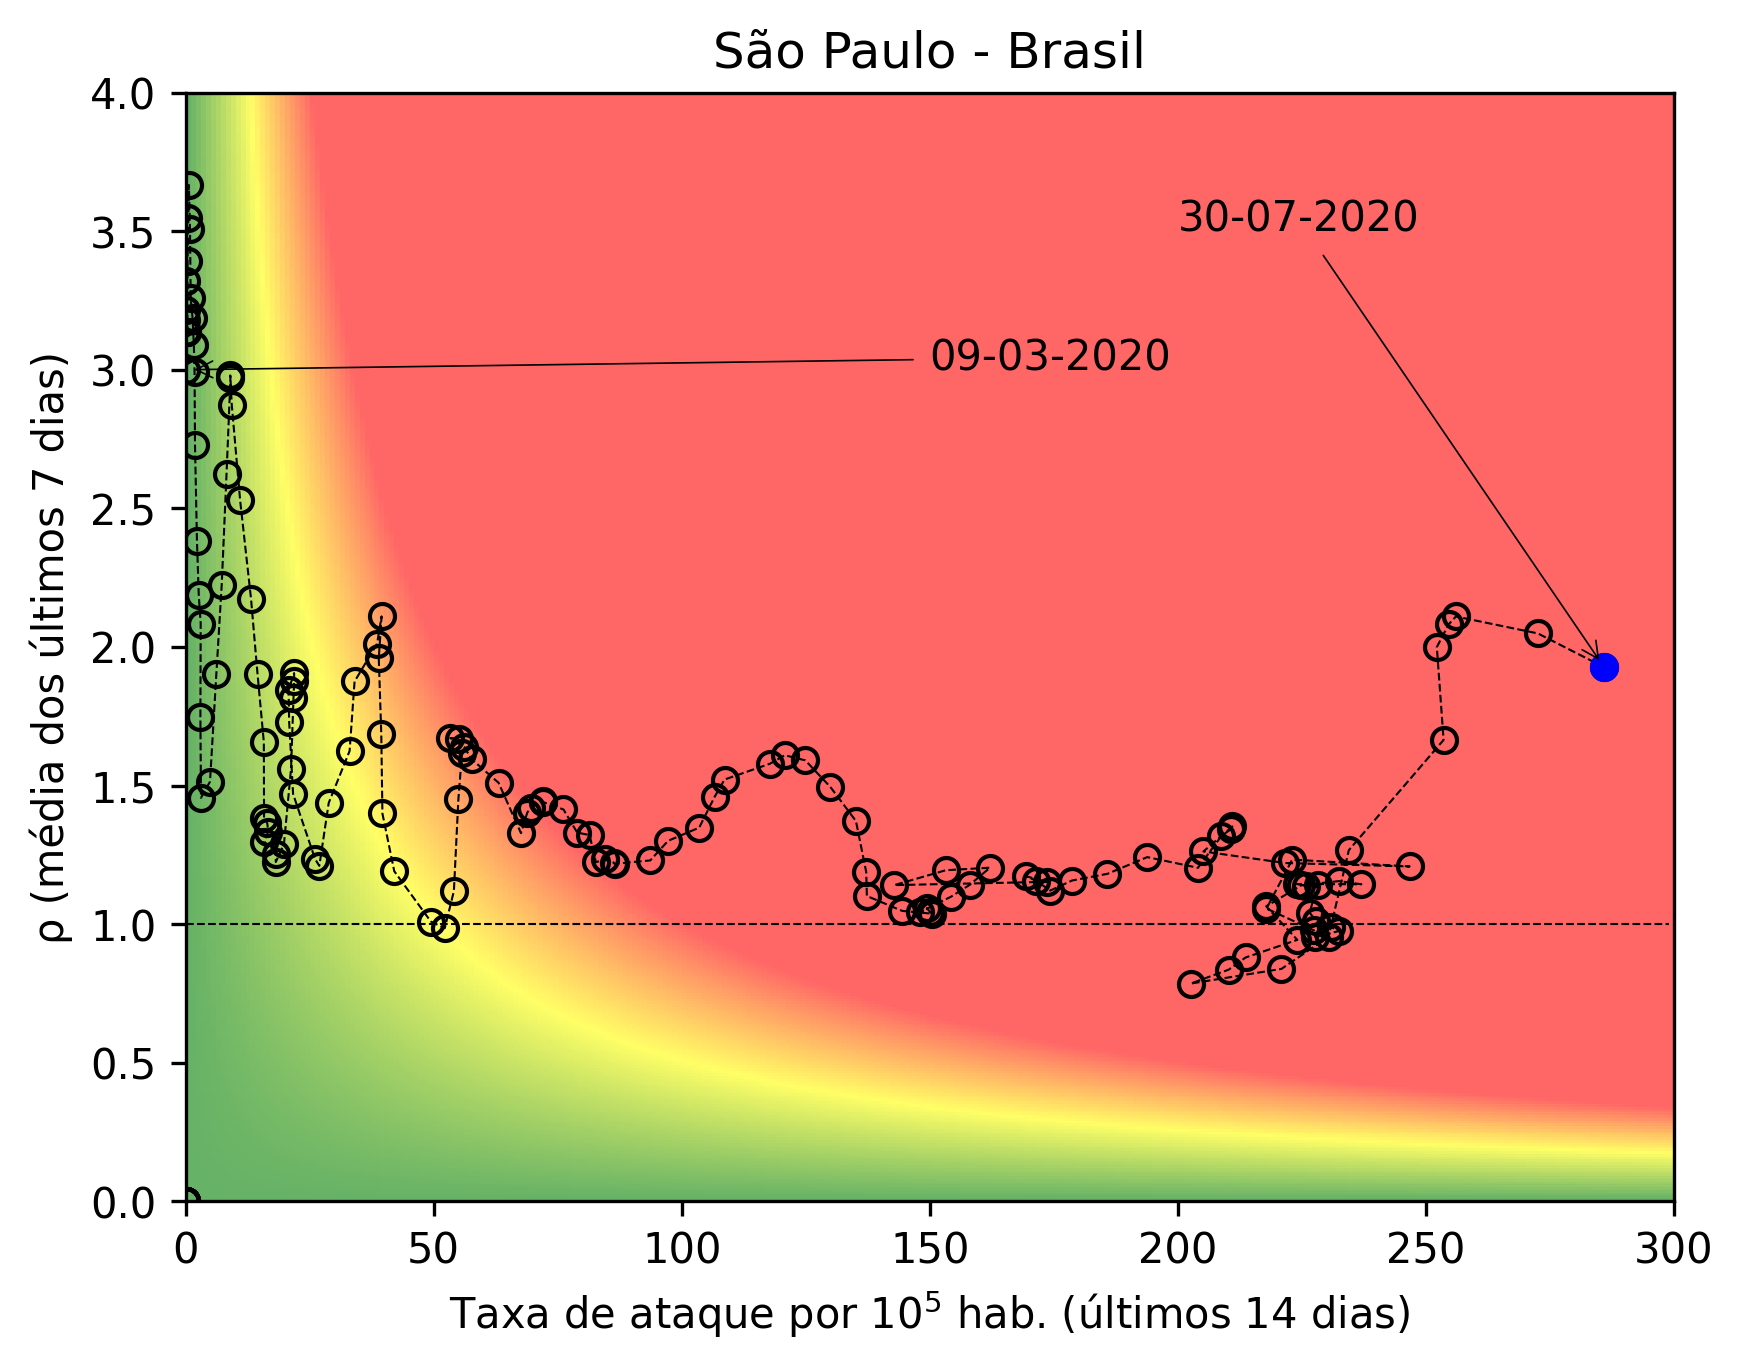 São Paulo - Brasil
4.0
3.5
3.0
2.5
2.0
1.5
1.0
0.5
0.0
ρ (média dos últimos 7 dias)
30-07-2020
09-03-2020
0 50 100 150 200 250 300
Taxa de ataque por 10⁵ hab. (últimos 14 dias)